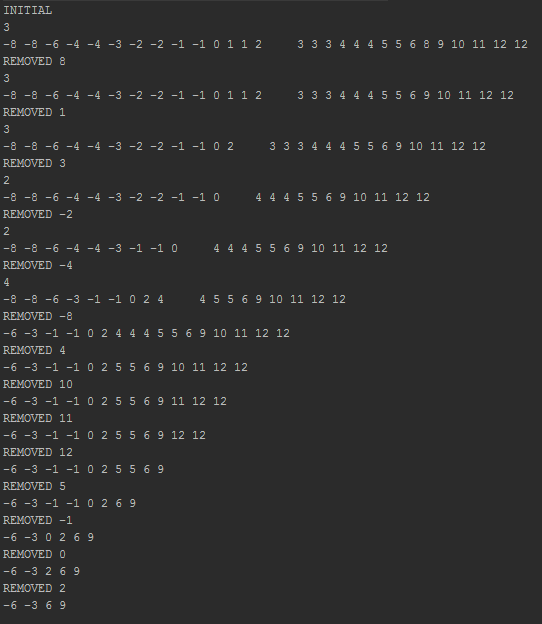 INITIAL
3
-8 -8 -6 -4 -4 -3 -2 -2 -1 -1 0 1 1 2     3 3 3 4 4 4 5 5 6 8 9 10 11 12 12
REMOVED 8
3
-8 -8 -6 -4 -4 -3 -2 -2 -1 -1 0 1 1 2     3 3 3 4 4 4 5 5 6 9 10 11 12 12
REMOVED 1
3
-8 -8 -6 -4 -4 -3 -2 -2 -1 -1 0 2     3 3 3 4 4 4 5 5 6 9 10 11 12 12
REMOVED 3
2
-8 -8 -6 -4 -4 -3 -2 -2 -1 -1 0     4 4 4 5 5 6 9 10 11 12 12
REMOVED -2
2
-8 -8 -6 -4 -4 -3 -1 -1 0     4 4 4 5 5 6 9 10 11 12 12
REMOVED -4
4
-8 -8 -6 -3 -1 -1 0 2 4     4 5 5 6 9 10 11 12 12
REMOVED -8
-6 -3 -1 -1 0 2 4 4 4 5 5 6 9 10 11 12 12
REMOVED 4
-6 -3 -1 -1 0 2 5 5 6 9 10 11 12 12
REMOVED 10
-6 -3 -1 -1 0 2 5 5 6 9 11 12 12
REMOVED 11
-6 -3 -1 -1 0 2 5 5 6 9 12 12
REMOVED 12
-6 -3 -1 -1 0 2 5 5 6 9
REMOVED 5
-6 -3 -1 -1 0 2 6 9
REMOVED -1
-6 -3 0 2 6 9
REMOVED 0
-6 -3 2 6 9
REMOVED 2
-6 -3 6 9